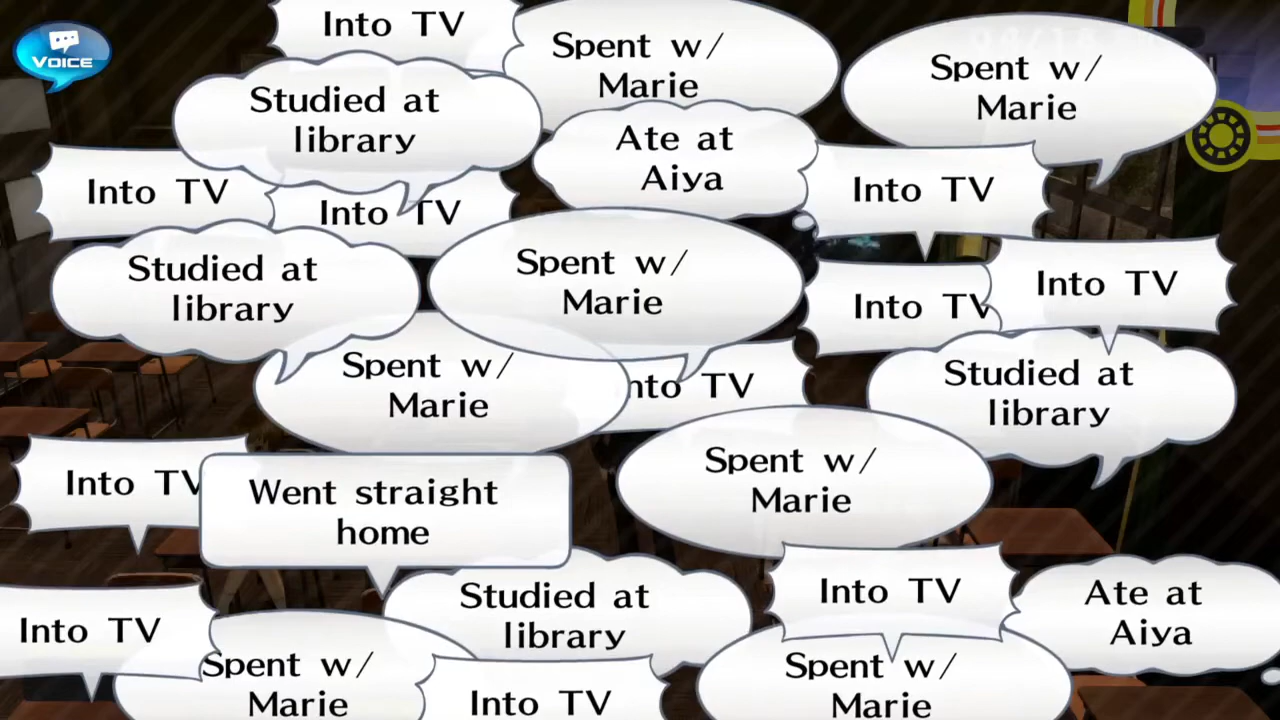 Into TV
Spent w/
Marie
Spent w/
Marie
VOICE
Studied at
library
Ate at
Aiya
Into TV
Into TV
Into TV
Studied at
library
Spent w/
Marie
Into TV
Into TV
Spent w/
Marie
nto TV
Studied at
library
Into TV
Went straight
home
Spent w/
Marie
Into TV
Studied at
library
Into TV
Ate at
Aiya
Spent w/
Marie
Into TV
Spent w/
Marie